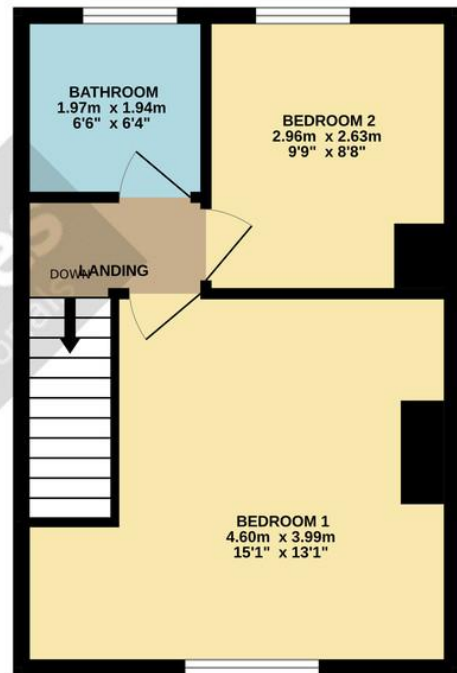 BATHROOM
1.97m x 1.94m
6'6" x 6'4"
BEDROOM 2
2.96m x 2.63m
9'9" x 8'8"
DOWN
LANDING
BEDROOM 1
4.60m x 3.99m
15'1" x 13'1"